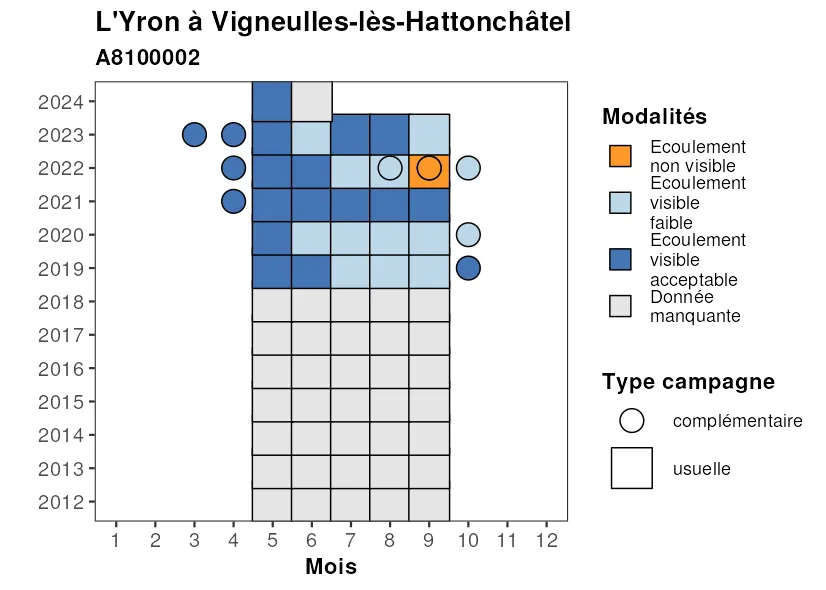 L'Yron à Vigneulles-lès-Hattonchâtel
A8100002
2024
2023
2022
2021
2020
2019
2018
2017
2016
2015
2014
2013
2012
1 2 3 4 5 6 7 8 9 10 11 12
Mois
Modalités
Ecoulement
non visible
Ecoulement
visible
faible
Ecoulement
visible
acceptable
Donnée
manquante
Type campagne
complémentaire
usuelle